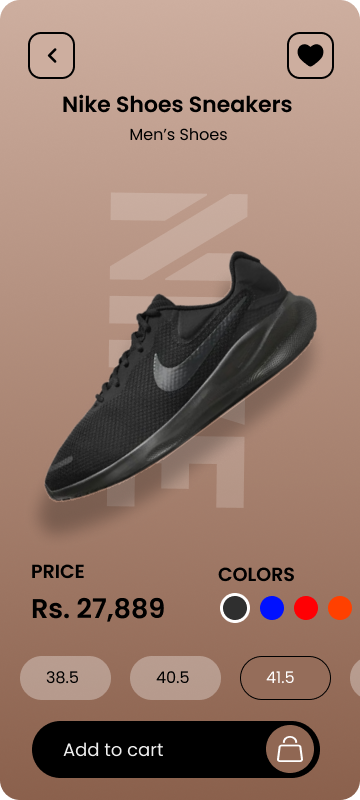 Nike Shoes Sneakers
Men’s Shoes
NIKE
PRICE
COLORS
Rs. 27,889
38.5
40.5
41.5
Add to cart